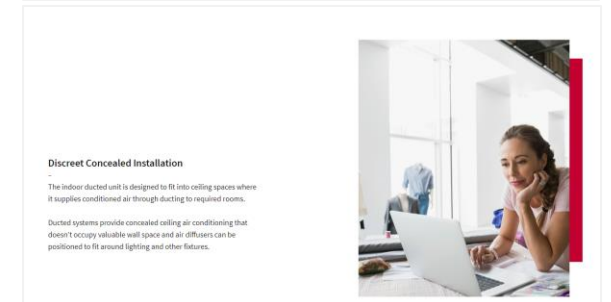 Discreet Concealed Installation
–
The indoor ducted unit is designed to fit into ceiling spaces where
it supplies conditioned air through ducting to required rooms.
Ducted systems provide concealed ceiling air conditioning that
doesn't occupy valuable wall space and air diffusers can be
positioned to fit around lighting and other fixtures.